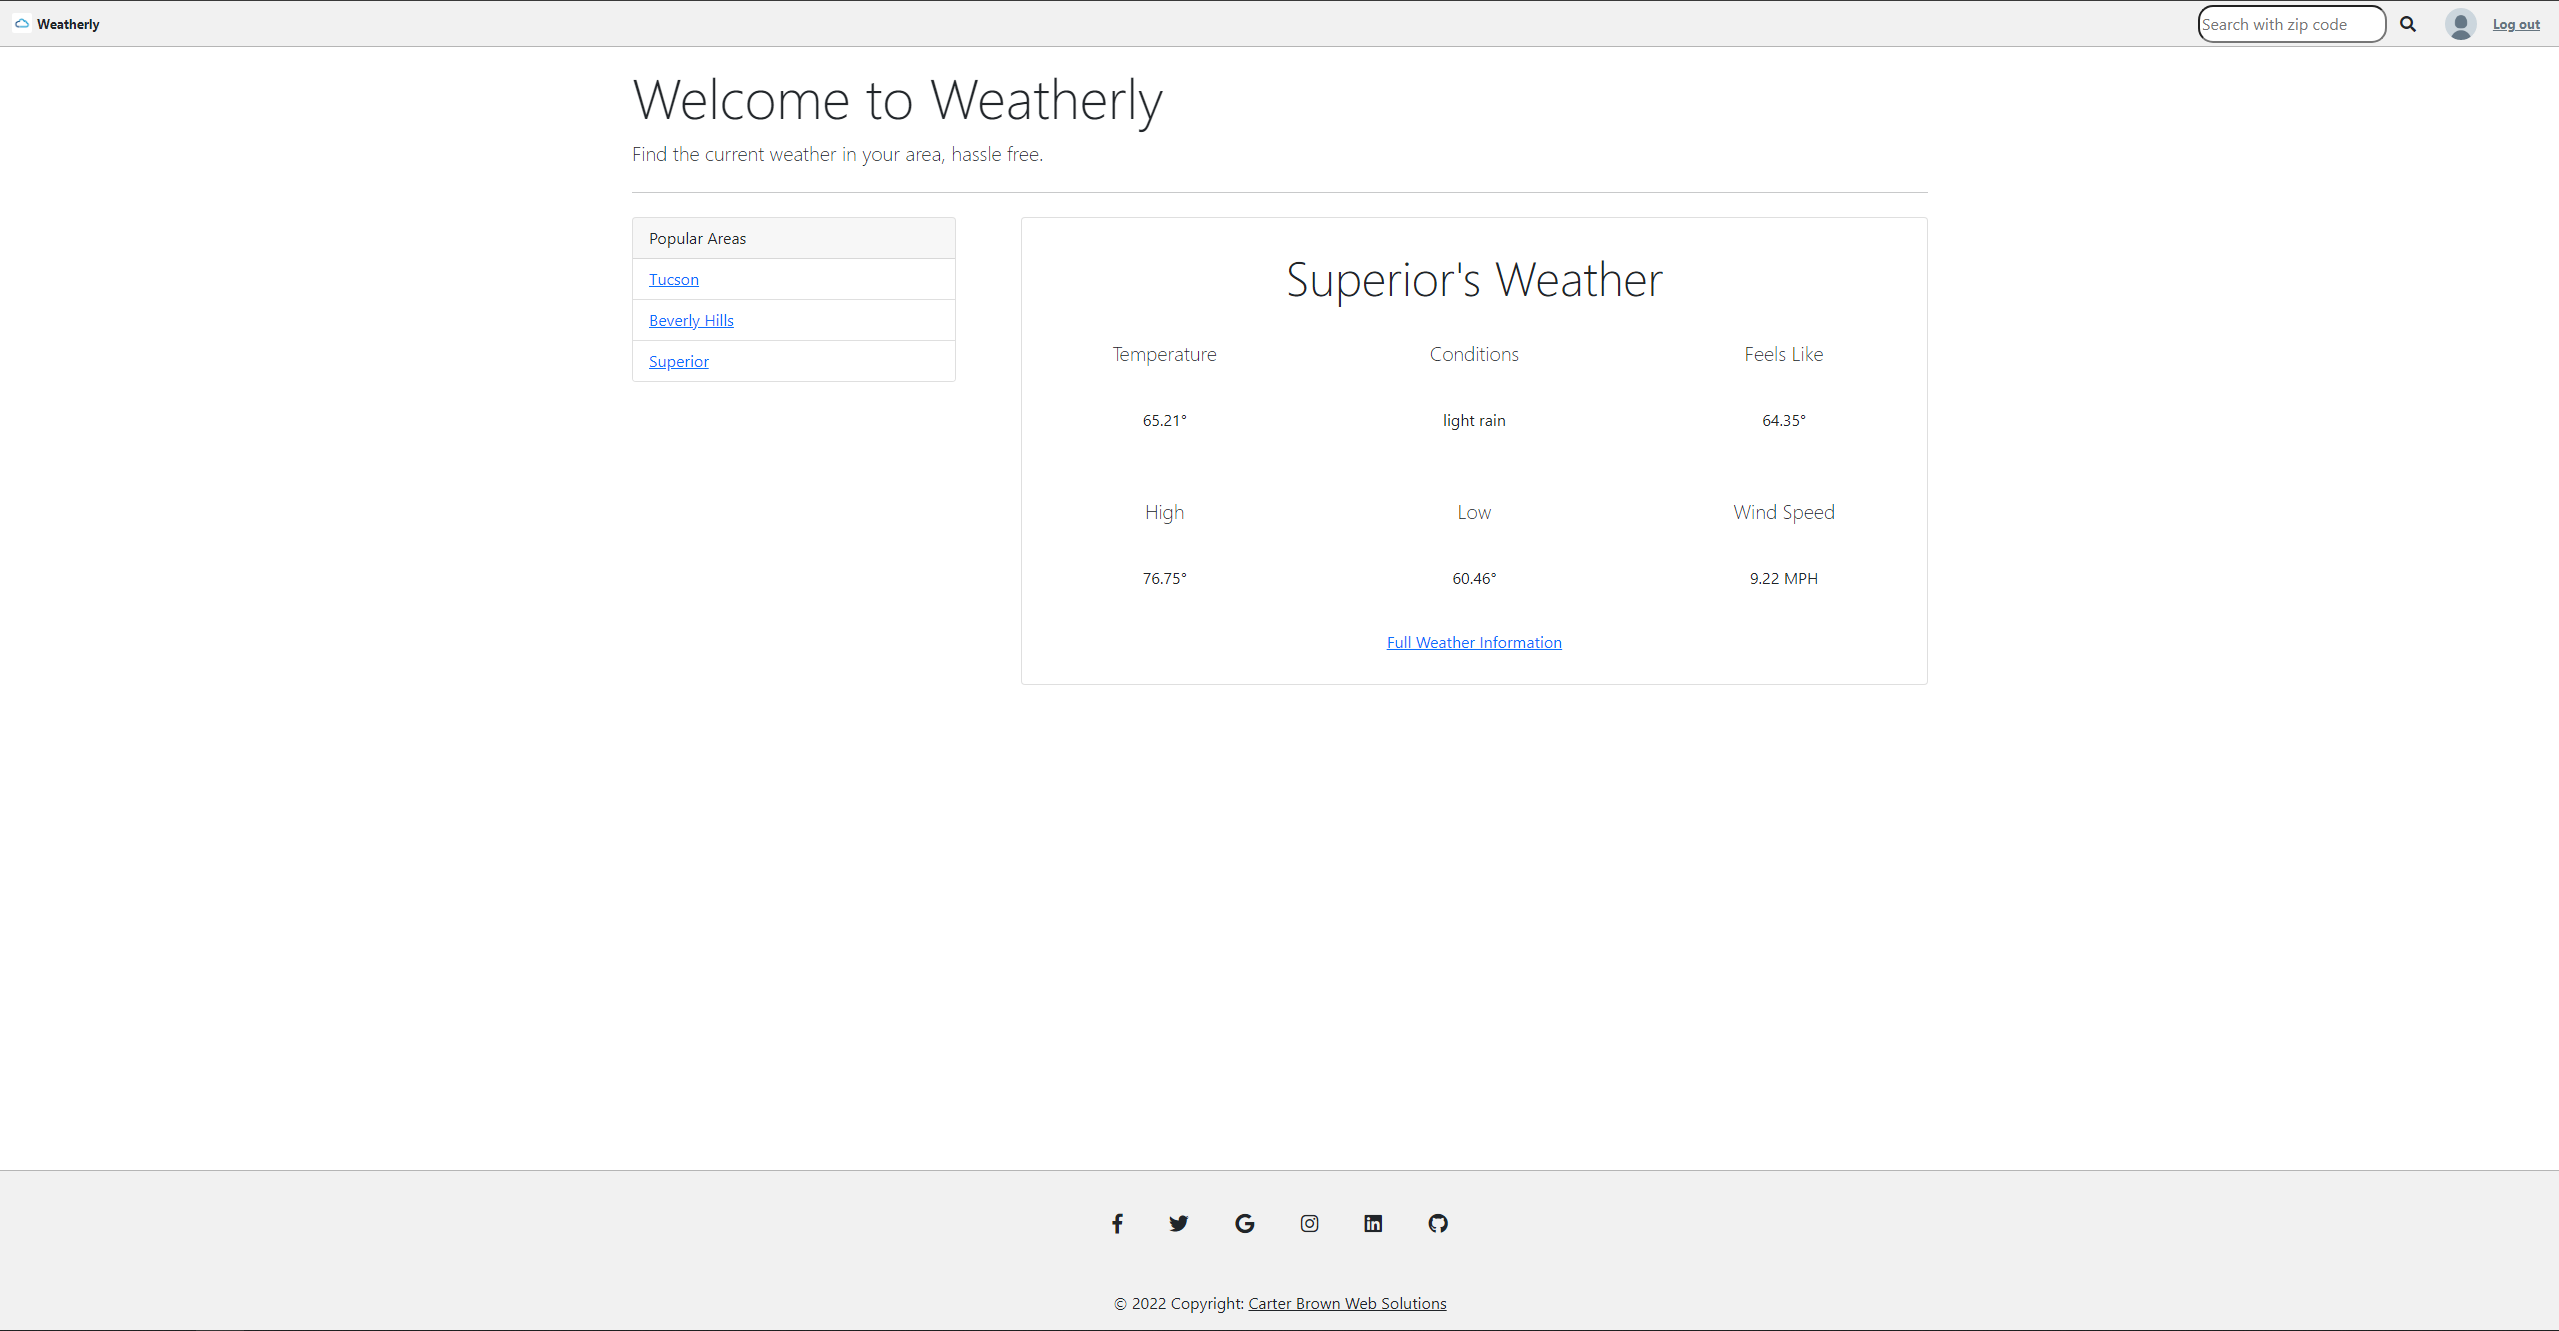 Weatherly
Search with zip code
Log out
Welcome to Weatherly
Find the current weather in your area, hassle free.
Popular Areas
Tucson
Beverly Hills
Superior
Superior's Weather
Temperature Conditions Feels Like
65.21° light rain 64.35°
High Low Wind Speed
76.75° 60.46° 9.22 MPH
Full Weather Information
© 2022 Copyright: Carter Brown Web Solutions